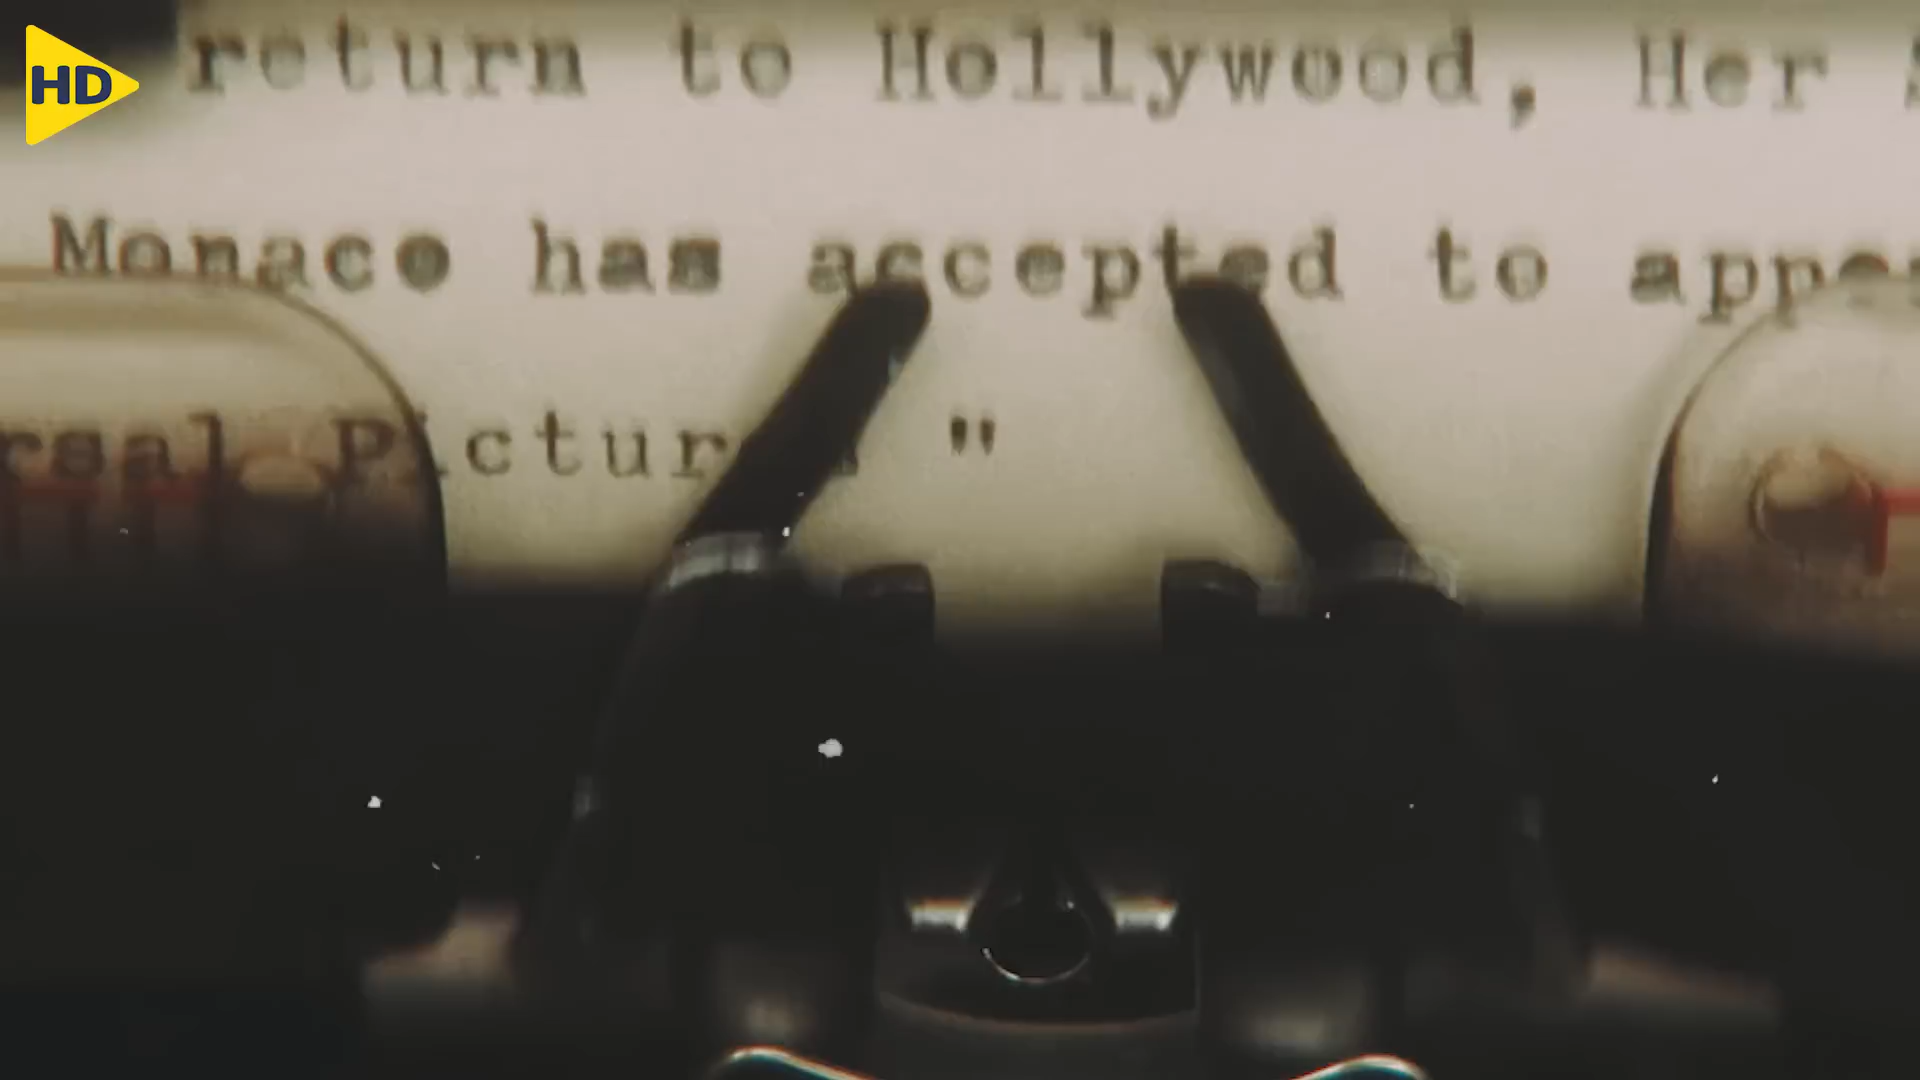 HD
return to Hollywood, Her
Monaco has accepted to
Pictur "